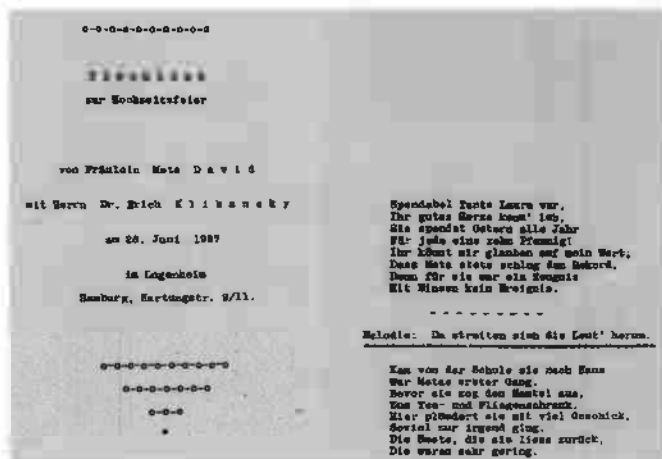 o-o-o-o-o-o-o-o-o
Tischlied
zur Hochzeitsfeier
von Fräulein Meta D a v i d
mit Herrn Dr. Erich K l i b a n s k y
am 28. Juni 1927
im Logenheim
Hamburg, Hartungstr. 9/11.
o-o-o-o-o-o-o-o-o
o-o-o-o-o-o-o
o-o-o
Spendabel Tante Laura war,
Ihr gutes Herze kenn' ich,
Sie spendet Ostern alle Jahr
Für jede eine zehn Pfennig!
Ihr könnt mir glauben auf mein Wort,
Dass Meta stets schlug den Rekord,
Denn für sie war ein Zeugnis
Mit Einsen kein Ereignis.
- - - - - - - - -
Melodie: Da streiten sich die Leut' herum.
Kam von der Schule sie nach Haus
War Metas erster Gang,
Bevor sie zog den Mantel aus,
Zum Tee- und Fliegenschrank.
Hier plündert sie mit viel Geschick,
Soviel nur irgend ging.
Die Reste, die sie liess zurück,
Die waren sehr gering.